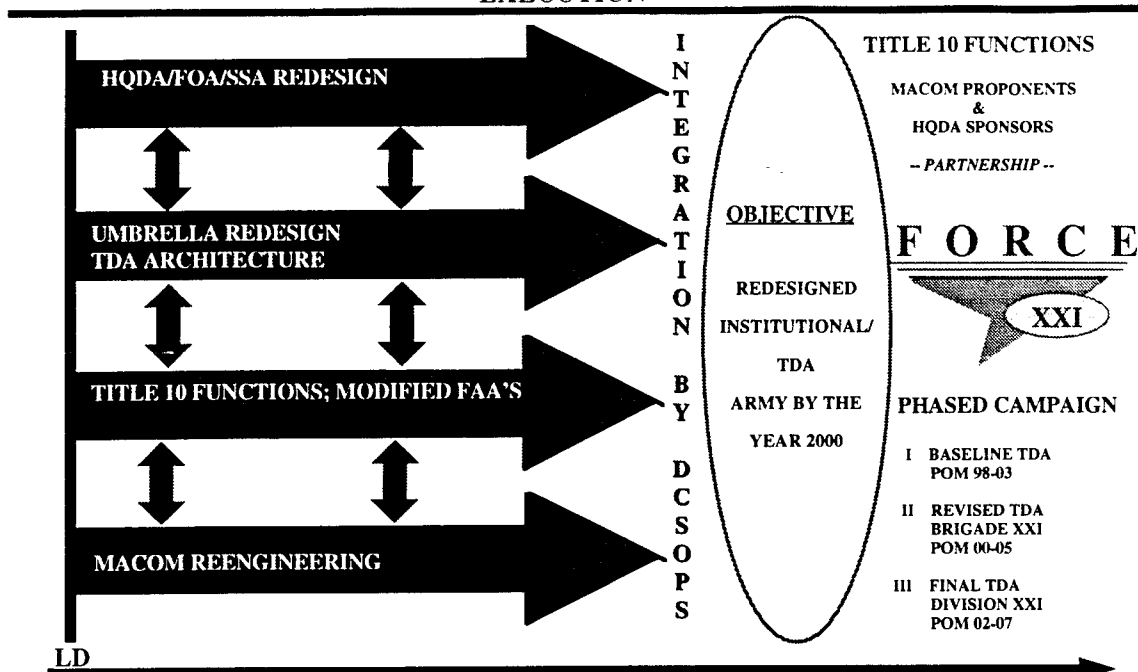 HQDA/FOA/SSA REDESIGN
UMBRELLA REDESIGN
TDA ARCHITECTURE
TITLE 10 FUNCTIONS; MODIFIED FAA'S
MACOM REENGINEERING
LD
INTEGRATION BY DCSOPS
OBJECTIVE
REDESIGNED
INSTITUTIONAL/
TDA
ARMY BY THE
YEAR 2000
TITLE 10 FUNCTIONS
MACOM PROPONENTS
&
HQDA SPONSORS
-- PARTNERSHIP --
FORCE
XXI
PHASED CAMPAIGN
I BASELINE TDA
POM 98-03
II REVISED TDA
BRIGADE XXI
POM 00-05
III FINAL TDA
DIVISION XXI
POM 02-07